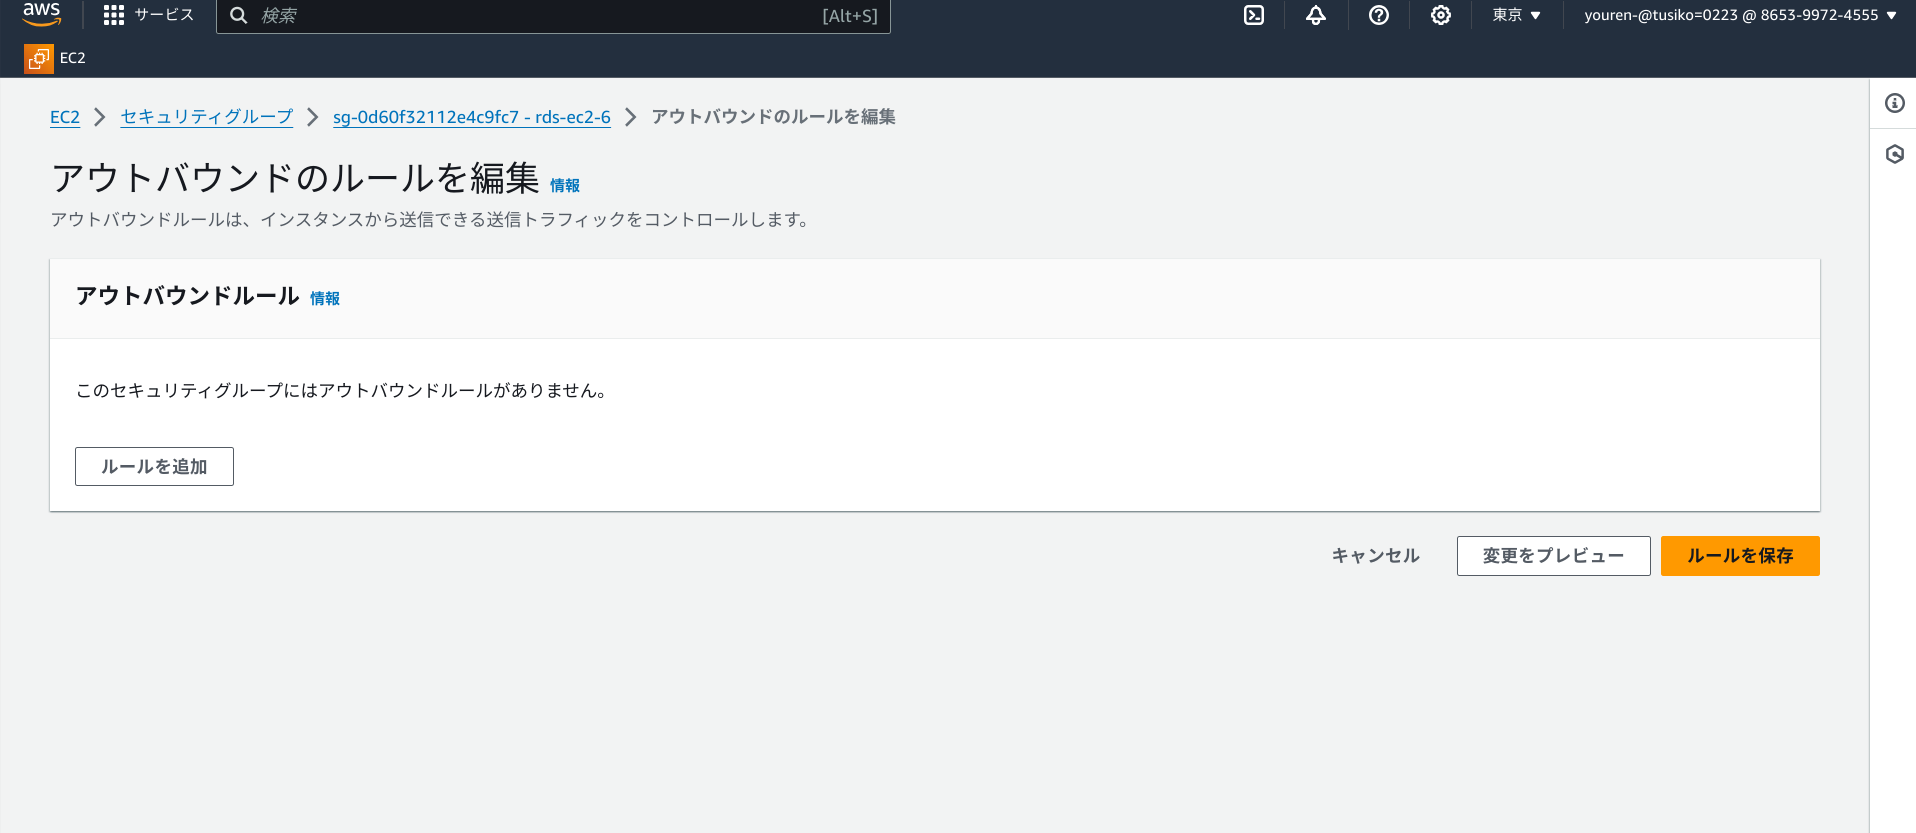 aws
サービス
検索
[Alt+S]
東京
youren-@tusiko=0223 @ 8653-9972-4555
EC2
EC2
セキュリティグループ
sg-0d60f32112e4c9fc7 - rds-ec2-6
アウトバウンドのルールを編集
アウトバウンドのルールを編集 情報
アウトバウンドルールは、インスタンスから送信できる送信トラフィックをコントロールします。
アウトバウンドルール 情報
このセキュリティグループにはアウトバウンドルールがありません。
ルールを追加
キャンセル
変更をプレビュー
ルールを保存